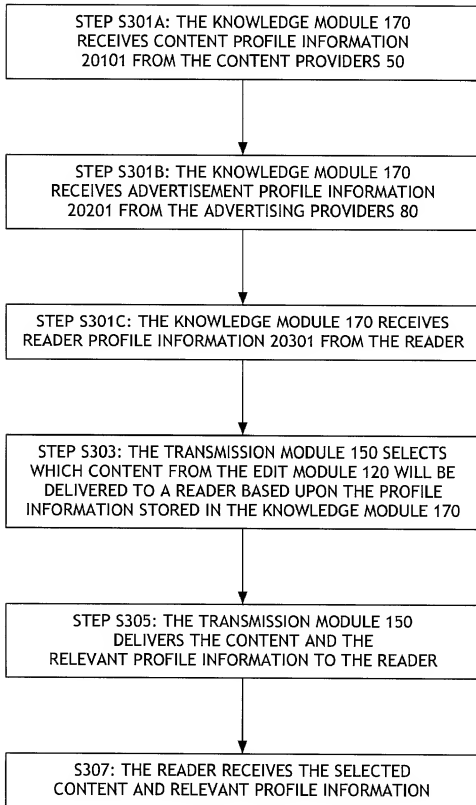 STEP S301A: THE KNOWLEDGE MODULE 170
RECEIVES CONTENT PROFILE INFORMATION
20101 FROM THE CONTENT PROVIDERS 50
STEP S301B: THE KNOWLEDGE MODULE 170
RECEIVES ADVERTISEMENT PROFILE INFORMATION
20201 FROM THE ADVERTISING PROVIDERS 80
STEP S301C: THE KNOWLEDGE MODULE 170 RECEIVES
READER PROFILE INFORMATION 20301 FROM THE READER
STEP S303: THE TRANSMISSION MODULE 150 SELECTS
WHICH CONTENT FROM THE EDIT MODULE 120 WILL BE
DELIVERED TO A READER BASED UPON THE PROFILE
INFORMATION STORED IN THE KNOWLEDGE MODULE 170
STEP S305: THE TRANSMISSION MODULE 150
DELIVERS THE CONTENT AND THE
RELEVANT PROFILE INFORMATION TO THE READER
S307: THE READER RECEIVES THE SELECTED
CONTENT AND RELEVANT PROFILE INFORMATION